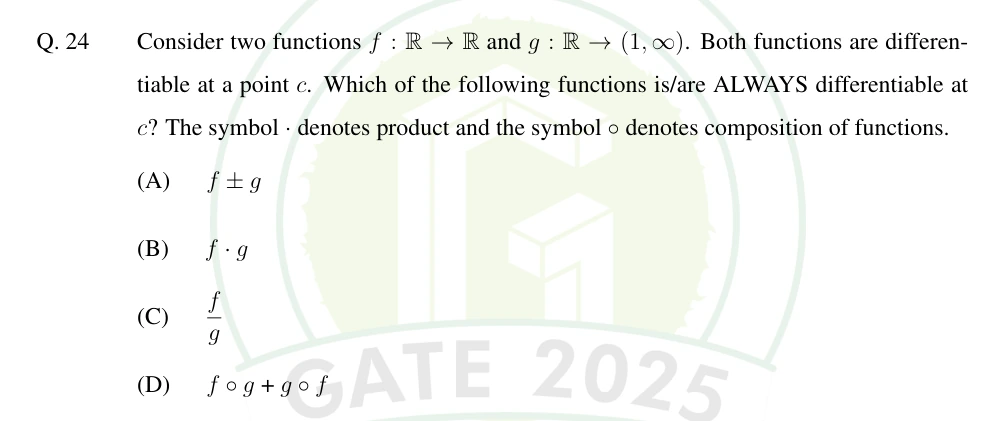 Q. 24 Consider two functions f : ℝ → ℝ and g : ℝ → (1, ∞). Both functions are differen-
tiable at a point c. Which of the following functions is/are ALWAYS differentiable at
c? The symbol · denotes product and the symbol ∘ denotes composition of functions.
(A) f ± g
(B) f · g
(C) f/g
(D) f ∘ g + g ∘ f
GATE 2025